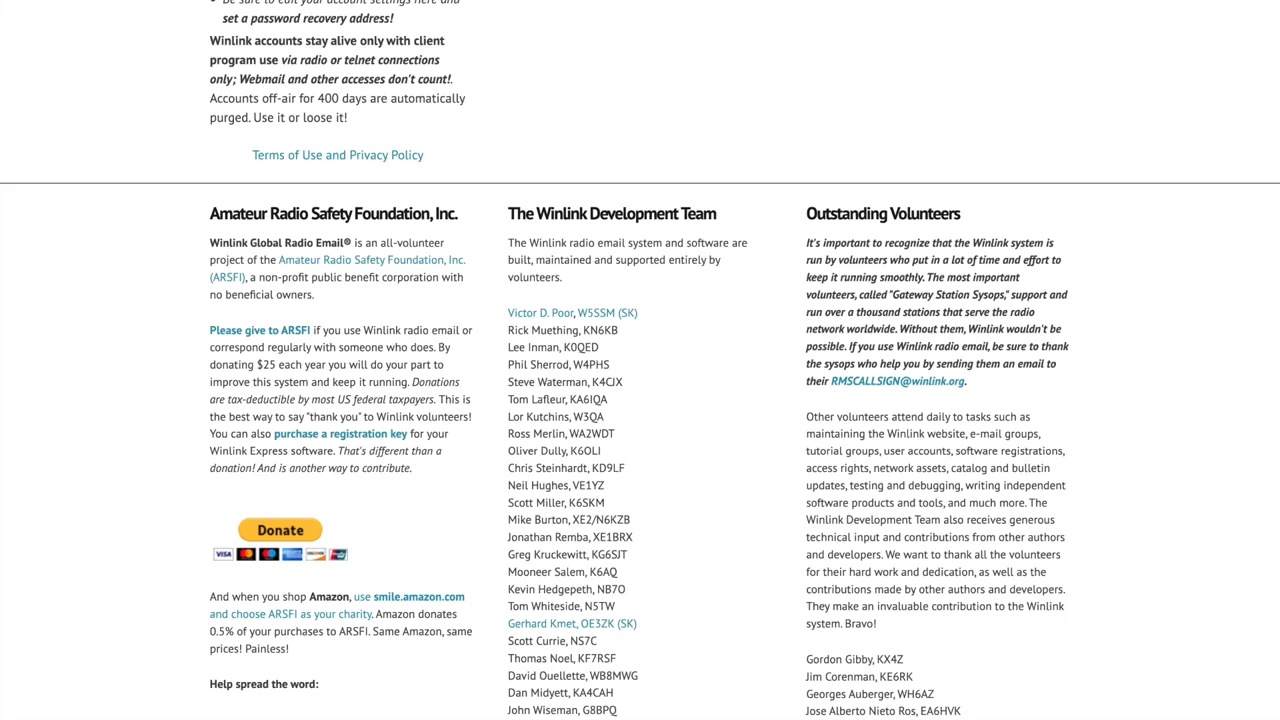 Be sure to edit your account settings here and
set a password recovery address!
Winlink accounts stay alive only with client
program use via radio or telnet connections
only; Webmail and other accesses don't count!.
Accounts off-air for 400 days are automatically
purged. Use it or loose it!
Terms of Use and Privacy Policy
Amateur Radio Safety Foundation, Inc.
Winlink Global Radio Email® is an all-volunteer
project of the Amateur Radio Safety Foundation, Inc.
(ARSFI), a non-profit public benefit corporation with
no beneficial owners.
Please give to ARSFI if you use Winlink radio email or
correspond regularly with someone who does. By
donating $25 each year you will do your part to
improve this system and keep it running. Donations
are tax-deductible by most US federal taxpayers. This is
the best way to say "thank you" to Winlink volunteers!
You can also purchase a registration key for your
Winlink Express software. That's different than a
donation! And is another way to contribute.
Donate
VISA
And when you shop Amazon, use smile.amazon.com
and choose ARSFI as your charity. Amazon donates
0.5% of your purchases to ARSFI. Same Amazon, same
prices! Painless!
Help spread the word:
The Winlink Development Team
The Winlink radio email system and software are
built, maintained and supported entirely by
volunteers.
Victor D. Poor, W5SSM (SK)
Rick Muething, KN6KB
Lee Inman, K0QED
Phil Sherrod, W4PHS
Steve Waterman, K4CJX
Tom Lafleur, KA6IQA
Lor Kutchins, W3QA
Ross Merlin, WA2WDT
Oliver Dully, K6OLI
Chris Steinhardt, KD9LF
Neil Hughes, VE1YZ
Scott Miller, K6SKM
Mike Burton, XE2/N6KZB
Jonathan Remba, XE1BRX
Greg Kruckewitt, KG6SJT
Mooneer Salem, K6AQ
Kevin Hedgepeth, NB7O
Tom Whiteside, N5TW
Gerhard Kmet, OE3ZK (SK)
Scott Currie, NS7C
Thomas Noel, KF7RSF
David Ouellette, WB8MWG
Dan Midyett, KA4CAH
John Wiseman, G8BPQ
Outstanding Volunteers
It's important to recognize that the Winlink system is
run by volunteers who put in a lot of time and effort to
keep it running smoothly. The most important
volunteers, called "Gateway Station Sysops," support and
run over a thousand stations that serve the radio
network worldwide. Without them, Winlink wouldn't be
possible. If you use Winlink radio email, be sure to thank
the sysops who help you by sending them an email to
their RMSCALLSIGN@winlink.org.
Other volunteers attend daily to tasks such as
maintaining the Winlink website, e-mail groups,
tutorial groups, user accounts, software registrations,
access rights, network assets, catalog and bulletin
updates, testing and debugging, writing independent
software products and tools, and much more. The
Winlink Development Team also receives generous
technical input and contributions from other authors
and developers. We want to thank all the volunteers
for their hard work and dedication, as well as the
contributions made by other authors and developers.
They make an invaluable contribution to the Winlink
system. Bravo!
Gordon Gibby, KX4Z
Jim Corenman, KE6RK
Georges Auberger, WH6AZ
Jose Alberto Nieto Ros, EA6HVK